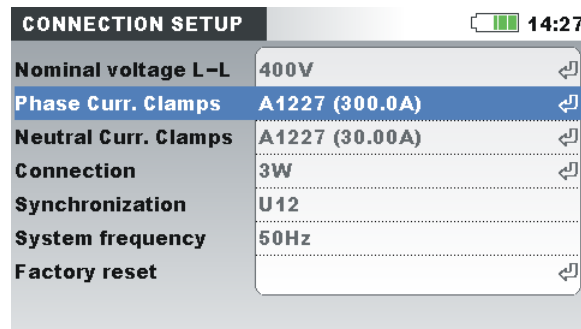 CONNECTION SETUP 14:27
Nominal voltage L-L 400V
Phase Curr. Clamps A1227 (300.0A)
Neutral Curr. Clamps A1227 (30.00A)
Connection 3W
Synchronization U12
System frequency 50Hz
Factory reset